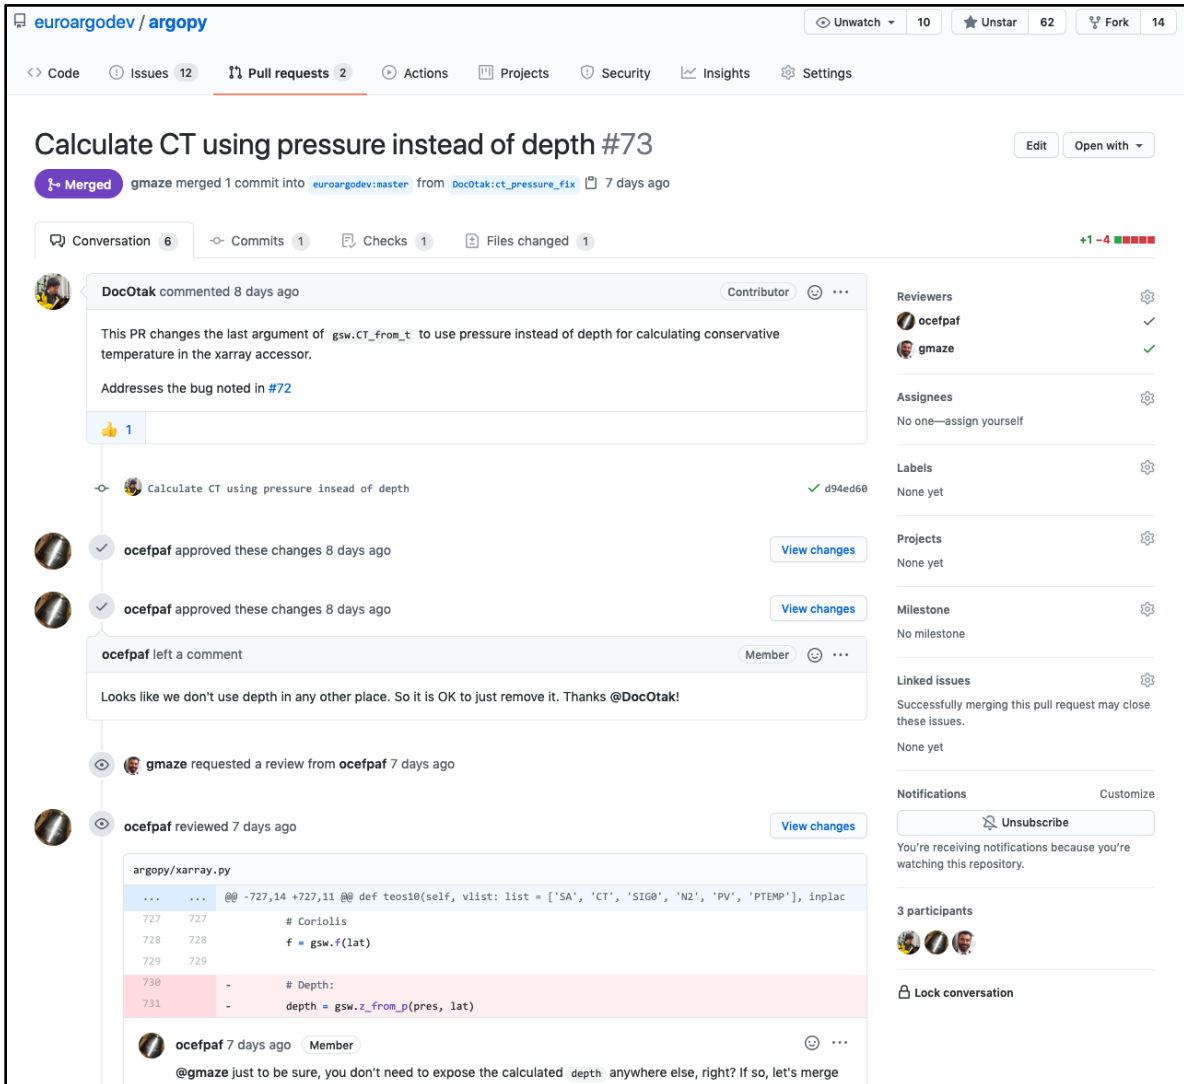 euroargodev / argopy
Unwatch 10 Unstar 62 Fork 14
Code Issues 12 Pull requests 2 Actions Projects Security Insights Settings
Calculate CT using pressure instead of depth #73
Edit Open with
Merged gmaze merged 1 commit into euroargodev:master from DocOtak:ct_pressure_fix 7 days ago
Conversation 6 Commits 1 Checks 1 Files changed 1
+1 −4
DocOtak commented 8 days ago Contributor
This PR changes the last argument of gsw.CT_from_t to use pressure instead of depth for calculating conservative
temperature in the xarray accessor.
Addresses the bug noted in #72
👍 1
Calculate CT using pressure insead of depth d94ed60
ocefpaf approved these changes 8 days ago View changes
ocefpaf approved these changes 8 days ago View changes
ocefpaf left a comment Member
Looks like we don't use depth in any other place. So it is OK to just remove it. Thanks @DocOtak!
gmaze requested a review from ocefpaf 7 days ago
ocefpaf reviewed 7 days ago View changes
argopy/xarray.py
... ... @@ -727,14 +727,11 @@ def teos10(self, vlist: list = ['SA', 'CT', 'SIG0', 'N2', 'PV', 'PTEMP'], inplac
727 727 # Coriolis
728 728 f = gsw.f(lat)
729 729
730 - # Depth:
731 - depth = gsw.z_from_p(pres, lat)
ocefpaf 7 days ago Member
@gmaze just to be sure, you don't need to expose the calculated depth anywhere else, right? If so, let's merge
Reviewers
ocefpaf
gmaze
Assignees
No one—assign yourself
Labels
None yet
Projects
None yet
Milestone
No milestone
Linked issues
Successfully merging this pull request may close
these issues.
None yet
Notifications Customize
Unsubscribe
You're receiving notifications because you're
watching this repository.
3 participants
Lock conversation